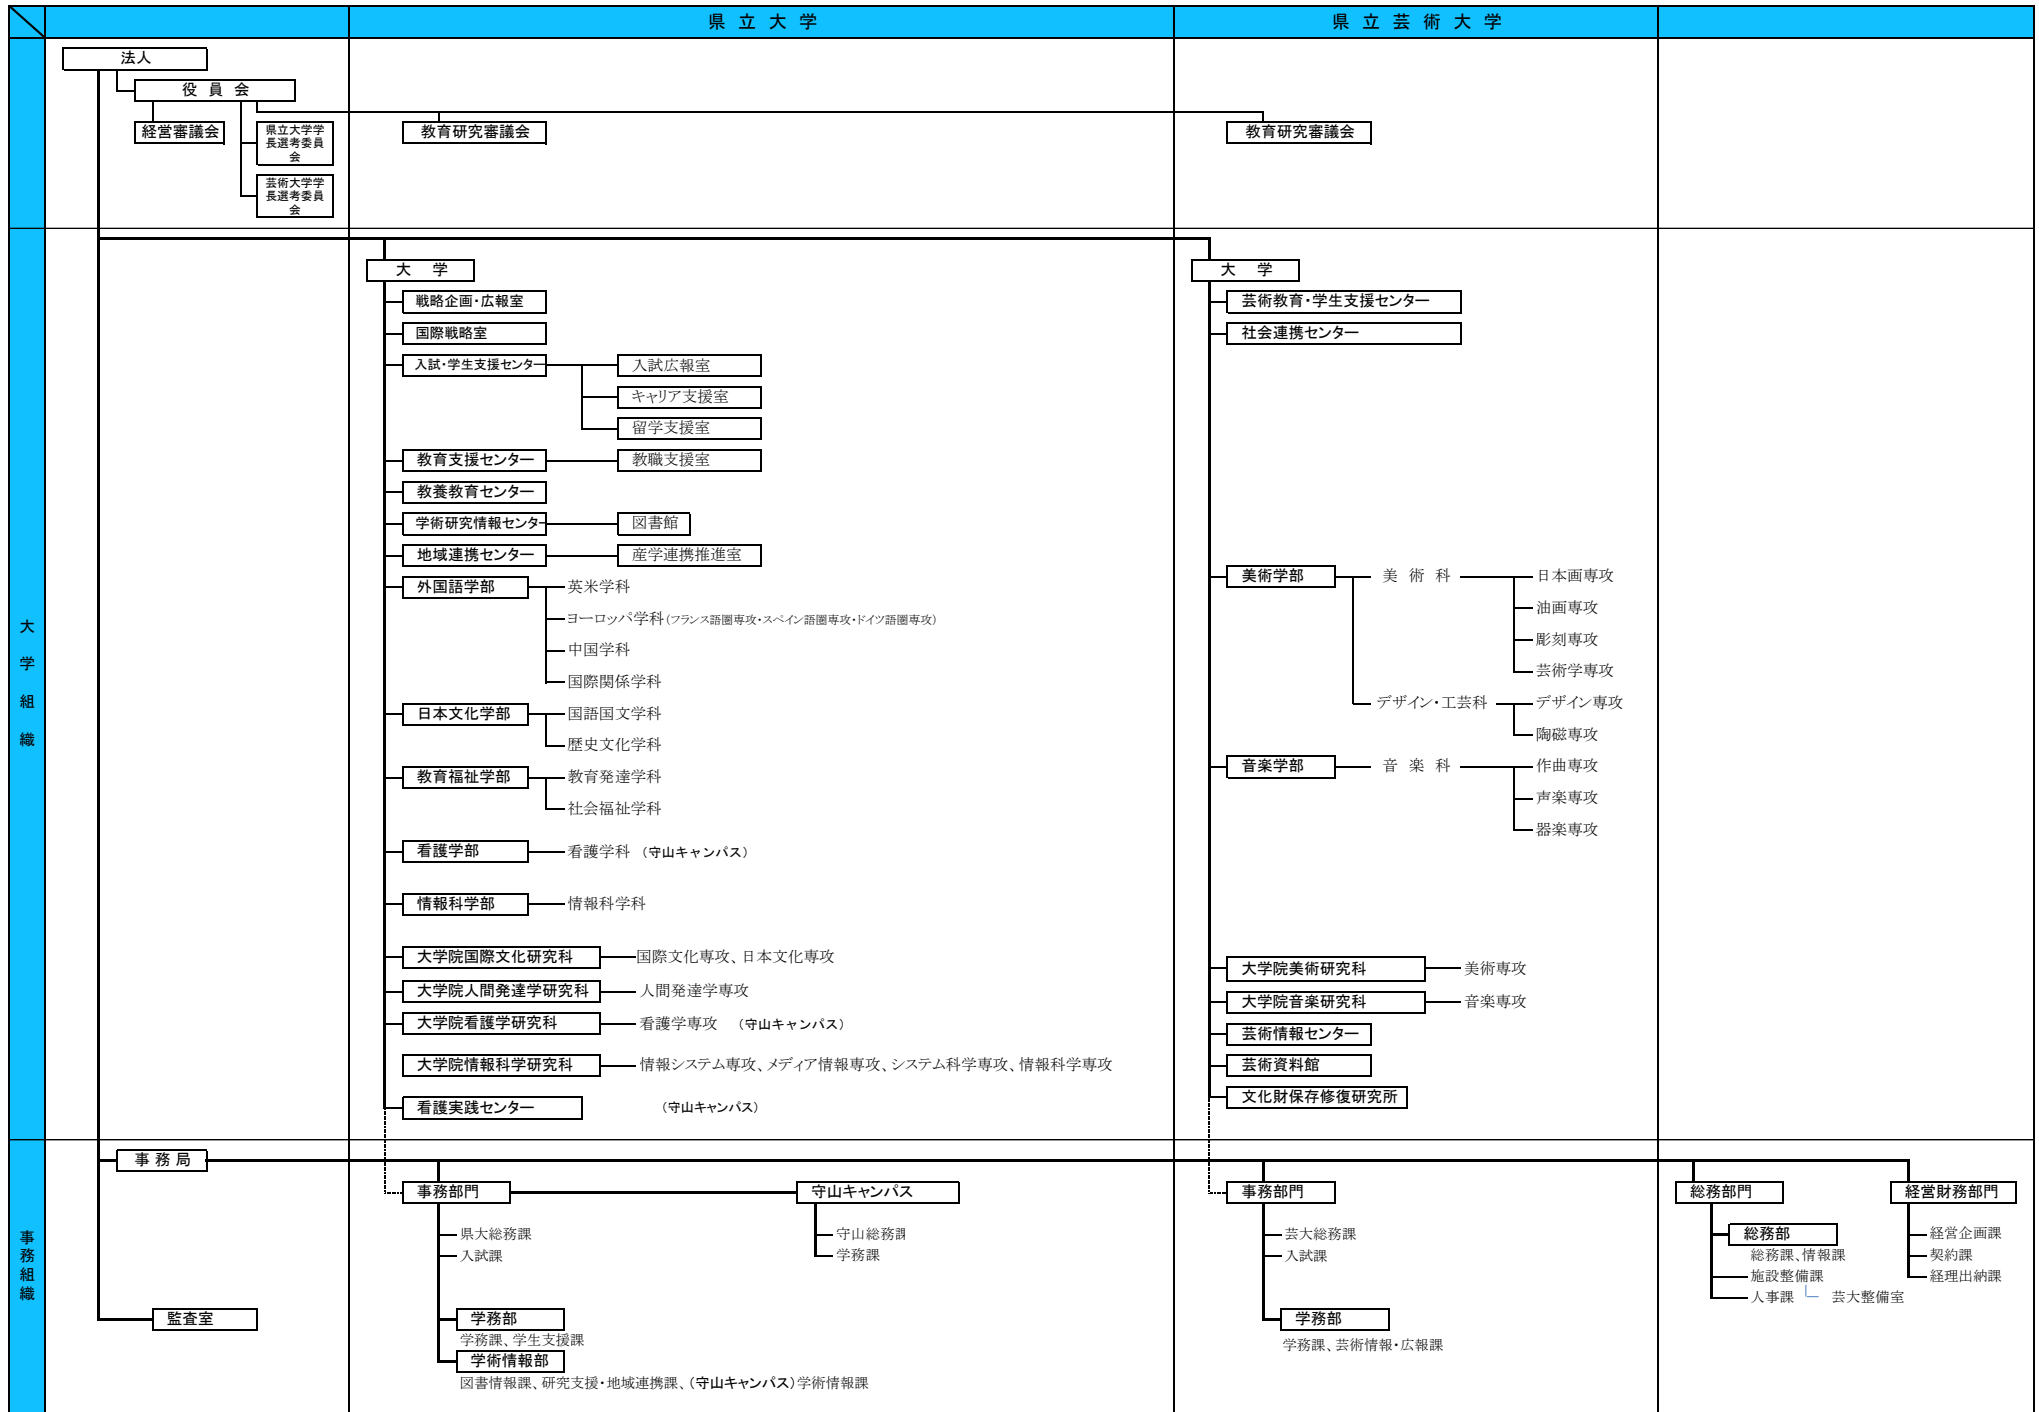 県立大学
県立芸術大学
法人
役員会
経営審議会
県立大学学
長選考委員
会
芸術大学学
長選考委員
会
教育研究審議会
教育研究審議会
大学組織
大学
戦略企画・広報室
国際戦略室
入試・学生支援センター
入試広報室
キャリア支援室
留学支援室
教育支援センター
教職支援室
教養教育センター
学術研究情報センター
図書館
地域連携センター
産学連携推進室
外国語学部
英米学科
ヨーロッパ学科(フランス語圏専攻・スペイン語圏専攻・ドイツ語圏専攻)
中国学科
国際関係学科
日本文化学部
国語国文学科
歴史文化学科
教育福祉学部
教育発達学科
社会福祉学科
看護学部
看護学科 (守山キャンパス)
情報科学部
情報科学科
大学院国際文化研究科
国際文化専攻、日本文化専攻
大学院人間発達学研究科
人間発達学専攻
大学院看護学研究科
看護学専攻 (守山キャンパス)
大学院情報科学研究科
情報システム専攻、メディア情報専攻、システム科学専攻、情報科学専攻
看護実践センター
(守山キャンパス)
大学
芸術教育・学生支援センター
社会連携センター
美術学部
美術科
日本画専攻
油画専攻
彫刻専攻
芸術学専攻
デザイン・工芸科
デザイン専攻
陶磁専攻
音楽学部
音楽科
作曲専攻
声楽専攻
器楽専攻
大学院美術研究科
美術専攻
大学院音楽研究科
音楽専攻
芸術情報センター
芸術資料館
文化財保存修復研究所
事務組織
事務局
監査室
事務部門
県大総務課
入試課
学務部
学務課、学生支援課
学術情報部
図書情報課、研究支援・地域連携課、(守山キャンパス)学術情報課
守山キャンパス
守山総務課
学務課
事務部門
芸大総務課
入試課
学務部
学務課、芸術情報・広報課
総務部門
総務部
総務課、情報課
施設整備課
人事課
芸大整備室
経営財務部門
経営企画課
契約課
経理出納課